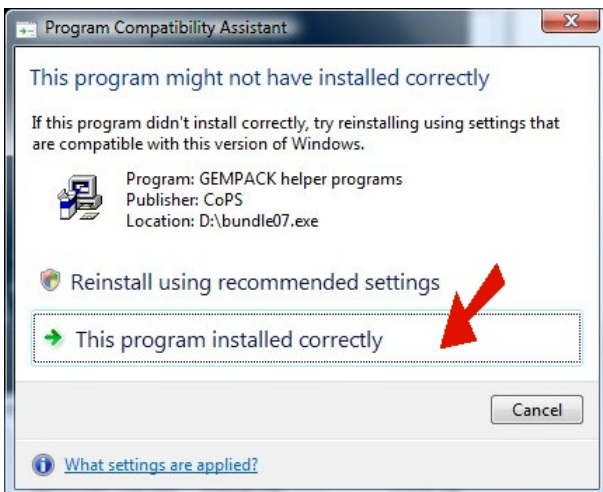 Program Compatibility Assistant
This program might not have installed correctly
If this program didn't install correctly, try reinstalling using settings that
are compatible with this version of Windows.
Program: GEMPACK helper programs
Publisher: CoPS
Location: D:\bundle07.exe
Reinstall using recommended settings
This program installed correctly
Cancel
What settings are applied?